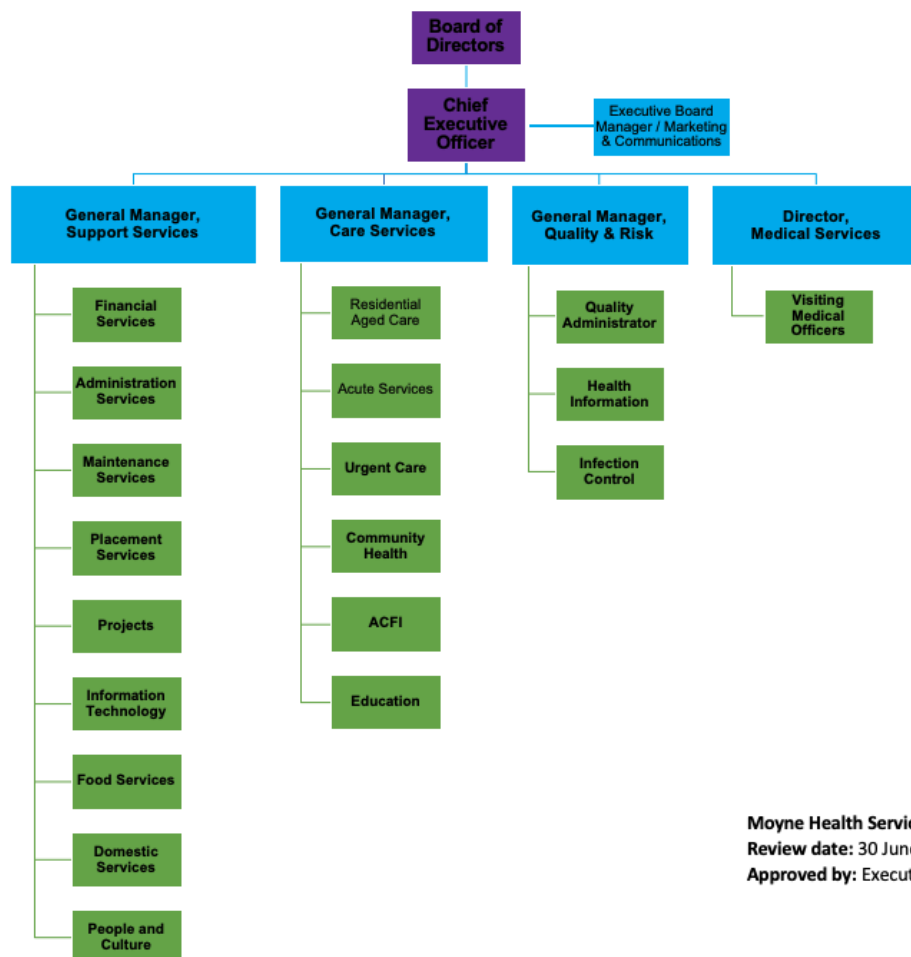 Board of
Directors
Chief
Executive
Officer
Executive Board
Manager / Marketing
& Communications
General Manager,
Support Services
General Manager,
Care Services
General Manager,
Quality & Risk
Director,
Medical Services
Financial
Services
Administration
Services
Maintenance
Services
Placement
Services
Projects
Information
Technology
Food Services
Domestic
Services
People and
Culture
Residential
Aged Care
Acute Services
Urgent Care
Community
Health
ACFI
Education
Quality
Administrator
Health
Information
Infection
Control
Visiting
Medical
Officers
Moyne Health
Review date: 30
Approved by: